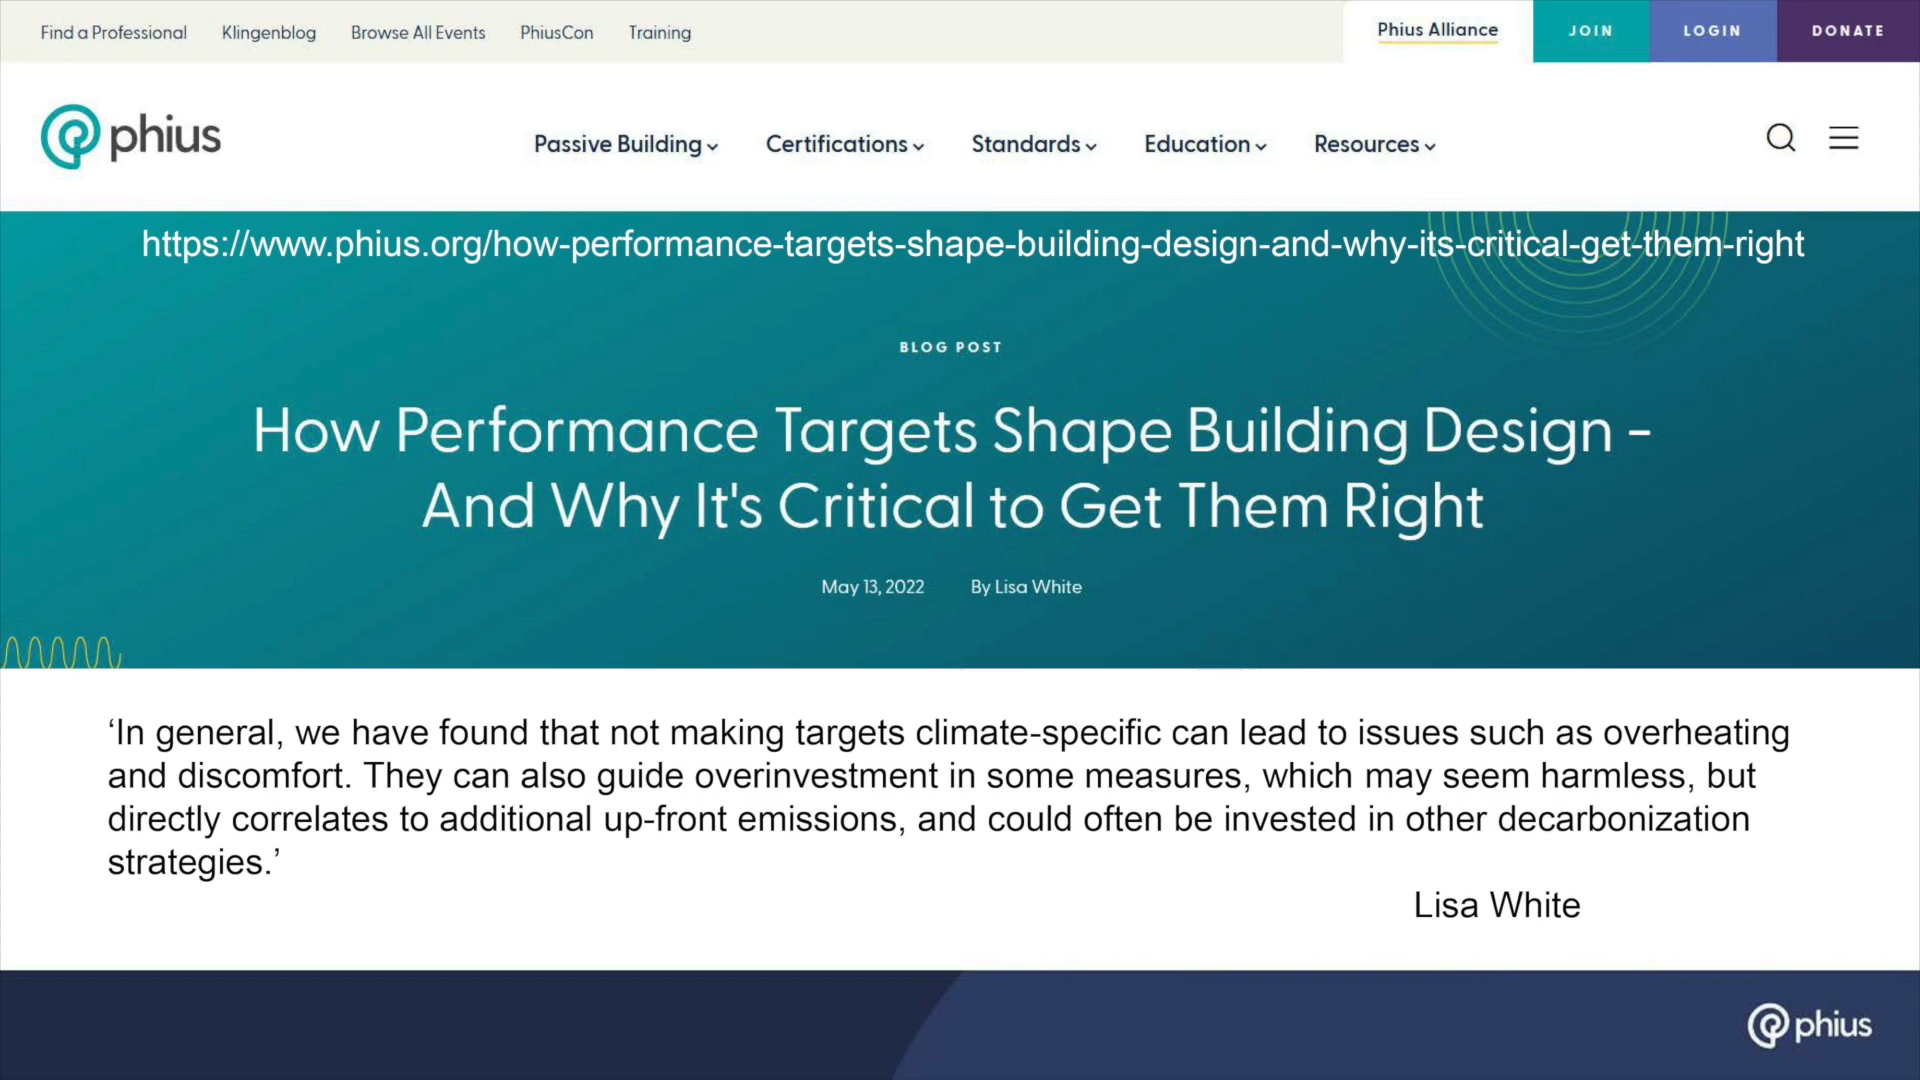 Find a Professional Klingenblog Browse All Events PhiusCon Training Phius Alliance JOIN LOGIN DONATE
phius Passive Building Certifications Standards Education Resources
https://www.phius.org/how-performance-targets-shape-building-design-and-why-its-critical-get-them-right
BLOG POST
How Performance Targets Shape Building Design -
And Why It's Critical to Get Them Right
May 13, 2022 By Lisa White
‘In general, we have found that not making targets climate-specific can lead to issues such as overheating
and discomfort. They can also guide overinvestment in some measures, which may seem harmless, but
directly correlates to additional up-front emissions, and could often be invested in other decarbonization
strategies.’
Lisa White
phius